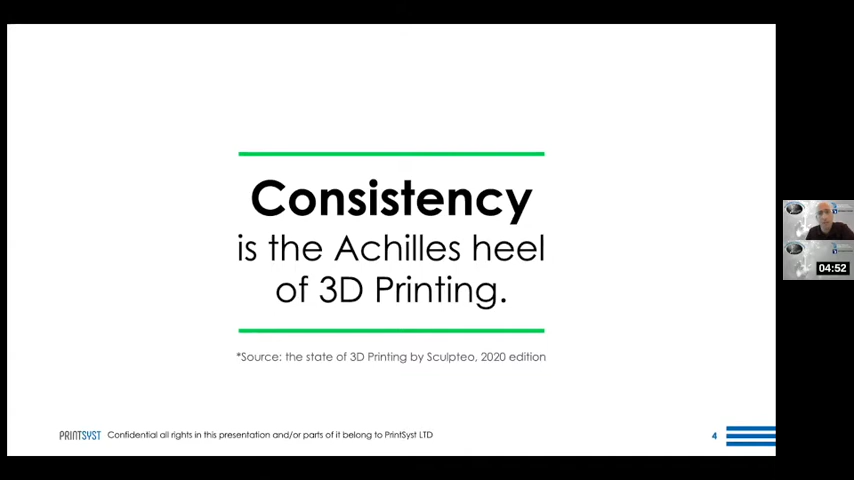 Consistency
is the Achilles heel
of 3D Printing.
*Source: the state of 3D Printing by Sculpteo, 2020 edition
PRINTSYST Confidential all rights in this presentation and/or parts of it belong to PrintSyst LTD
4
04:52